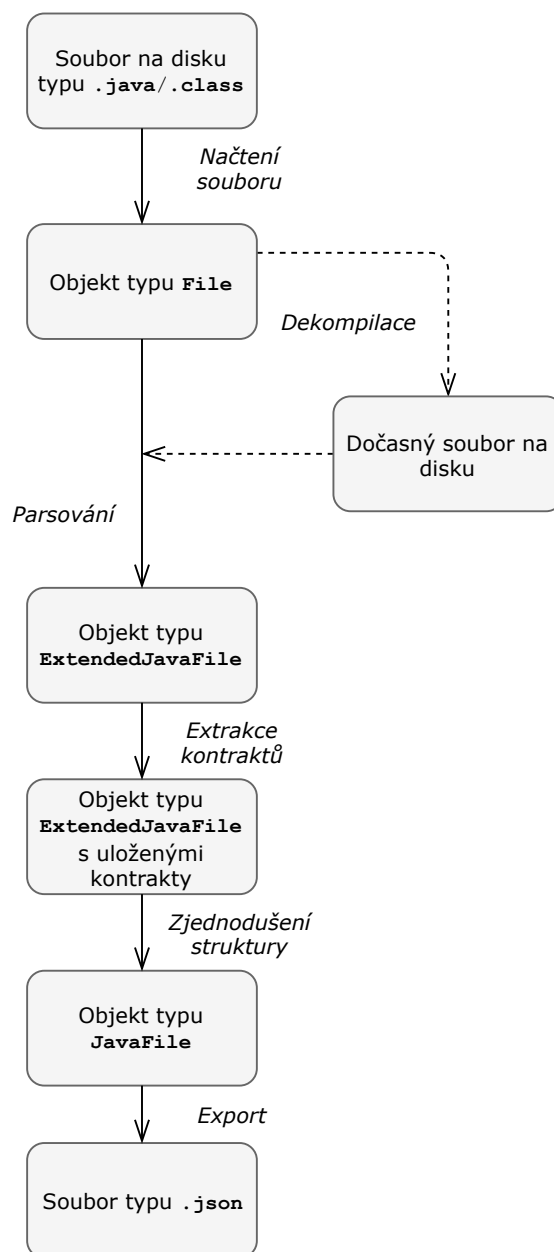 Soubor na disku
typu .java/.class
Načtení
souboru
Objekt typu File
Dekompilace
Dočasný soubor na
disku
Parsování
Objekt typu
ExtendedJavaFile
Extrakce
kontraktů
Objekt typu
ExtendedJavaFile
s uloženými
kontrakty
Zjednodušení
struktury
Objekt typu
JavaFile
Export
Soubor typu .json